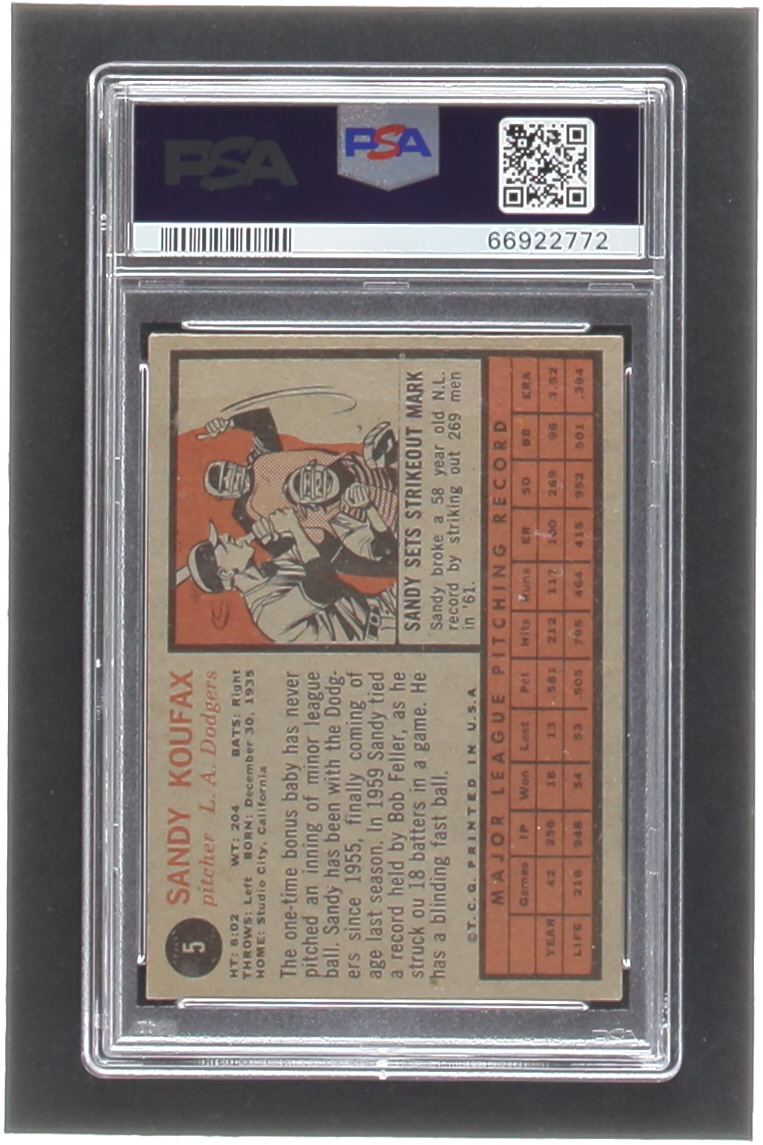 PSA
PSA
66922772
5
SANDY KOUFAX
pitcher L. A. Dodgers
HT: 6:02 WT: 204 BATS: Right
THROWS: Left BORN: December 30, 1935
HOME: Studio City, California
The one-time bonus baby has never
pitched an inning of minor league
ball. Sandy has been with the Dodg-
ers since 1955, finally coming of
age last season. In 1959 Sandy tied
a record held by Bob Feller, as he
struck ou 18 batters in a game. He
has a blinding fast ball.
©T.C.G. PRINTED IN U.S.A
SANDY SETS STRIKEOUT MARK
Sandy broke a 58 year old N.L.
record by striking out 269 men
in '61.
MAJOR LEAGUE PITCHING RECORD
Games IP Won Lost Pct Hits Runs ER SO BB ERA
YEAR 42 256 18 13 .581 212 117 100 269 96 3.52
LIFE 216 948 54 53 .505 795 464 415 952 501 .394
PSA